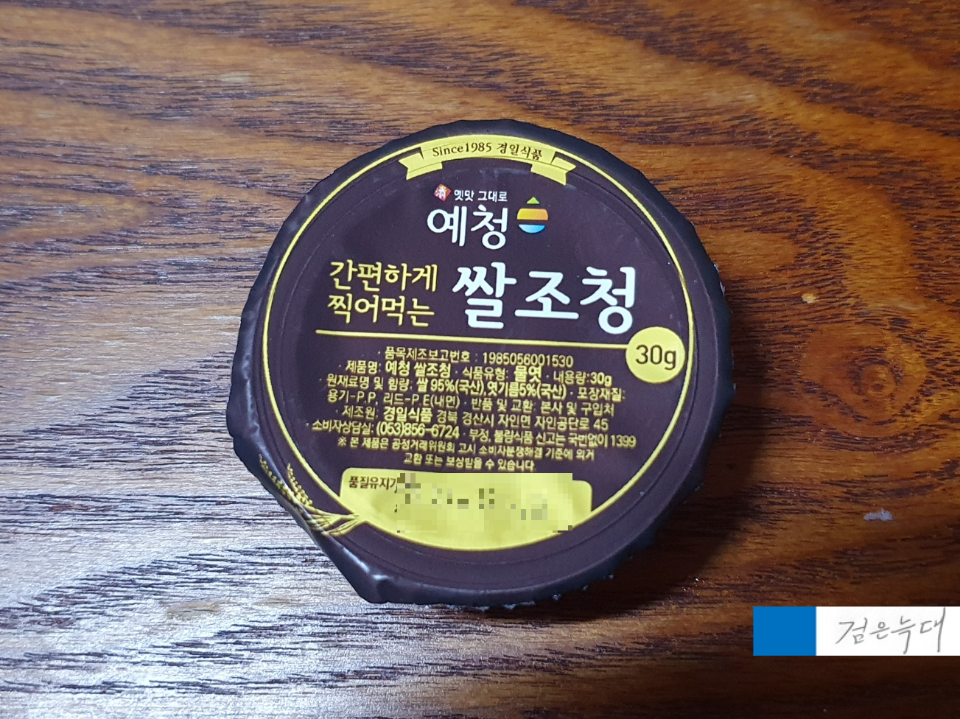 Since1985 경일식품
옛맛 그대로
예청
간편하게
찍어먹는
쌀조청
30g
· 품목제조보고번호 : 1985056001530
· 제품명: 예청 쌀조청 · 식품유형: 물엿 · 내용량:30g
· 원재료명 및 함량: 쌀 95%(국산),엿기름5%(국산) · 포장재질:
용기-P.P, 리드-P.E(내면) · 반품 및 교환: 본사 및 구입처
· 제조원: 경일식품 경북 경산시 자인면 자인공단로 45
· 소비자상담실: (053)856-6724 · 부정, 불량식품 신고는 국번없이 1399
※ 본 제품은 공정거래위원회 고시 소비자분쟁해결 기준에 의거
교환 또는 보상받을 수 있습니다.
품질유지기
검은늑대